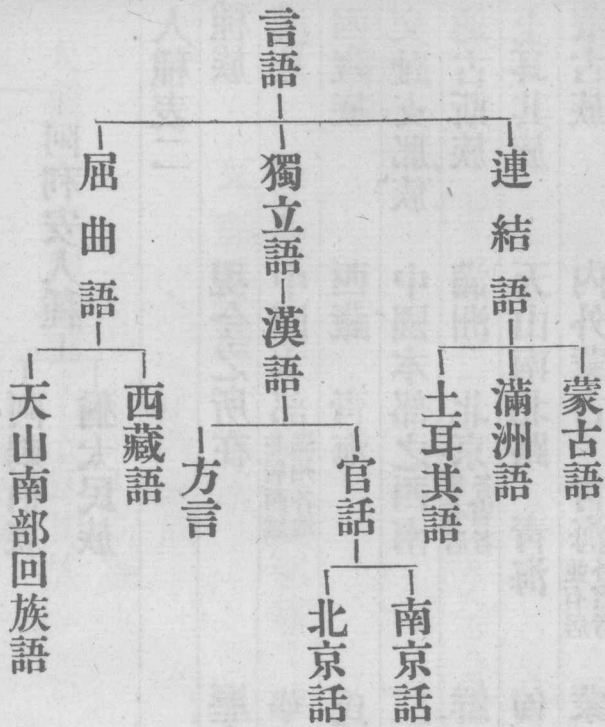 言語
連結語
蒙古語
滿洲語
土耳其語
獨立語
漢語
官話
南京話
北京話
方言
屈曲語
西藏語
天山南部回族語